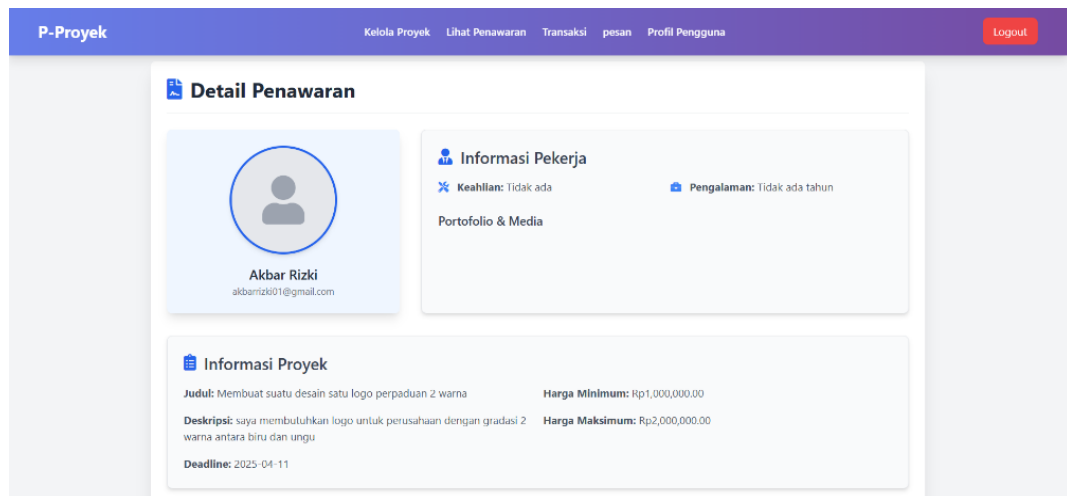 P-Proyek
Kelola Proyek Lihat Penawaran Transaksi pesan Profil Pengguna
Logout
Detail Penawaran
Akbar Rizki
akbarrizki01@gmail.com
Informasi Pekerja
Keahlian: Tidak ada
Pengalaman: Tidak ada tahun
Portofolio & Media
Informasi Proyek
Judul: Membuat suatu desain satu logo perpaduan 2 warna
Deskripsi: saya membutuhkan logo untuk perusahaan dengan gradasi 2
warna antara biru dan ungu
Deadline: 2025-04-11
Harga Minimum: Rp1,000,000.00
Harga Maksimum: Rp2,000,000.00